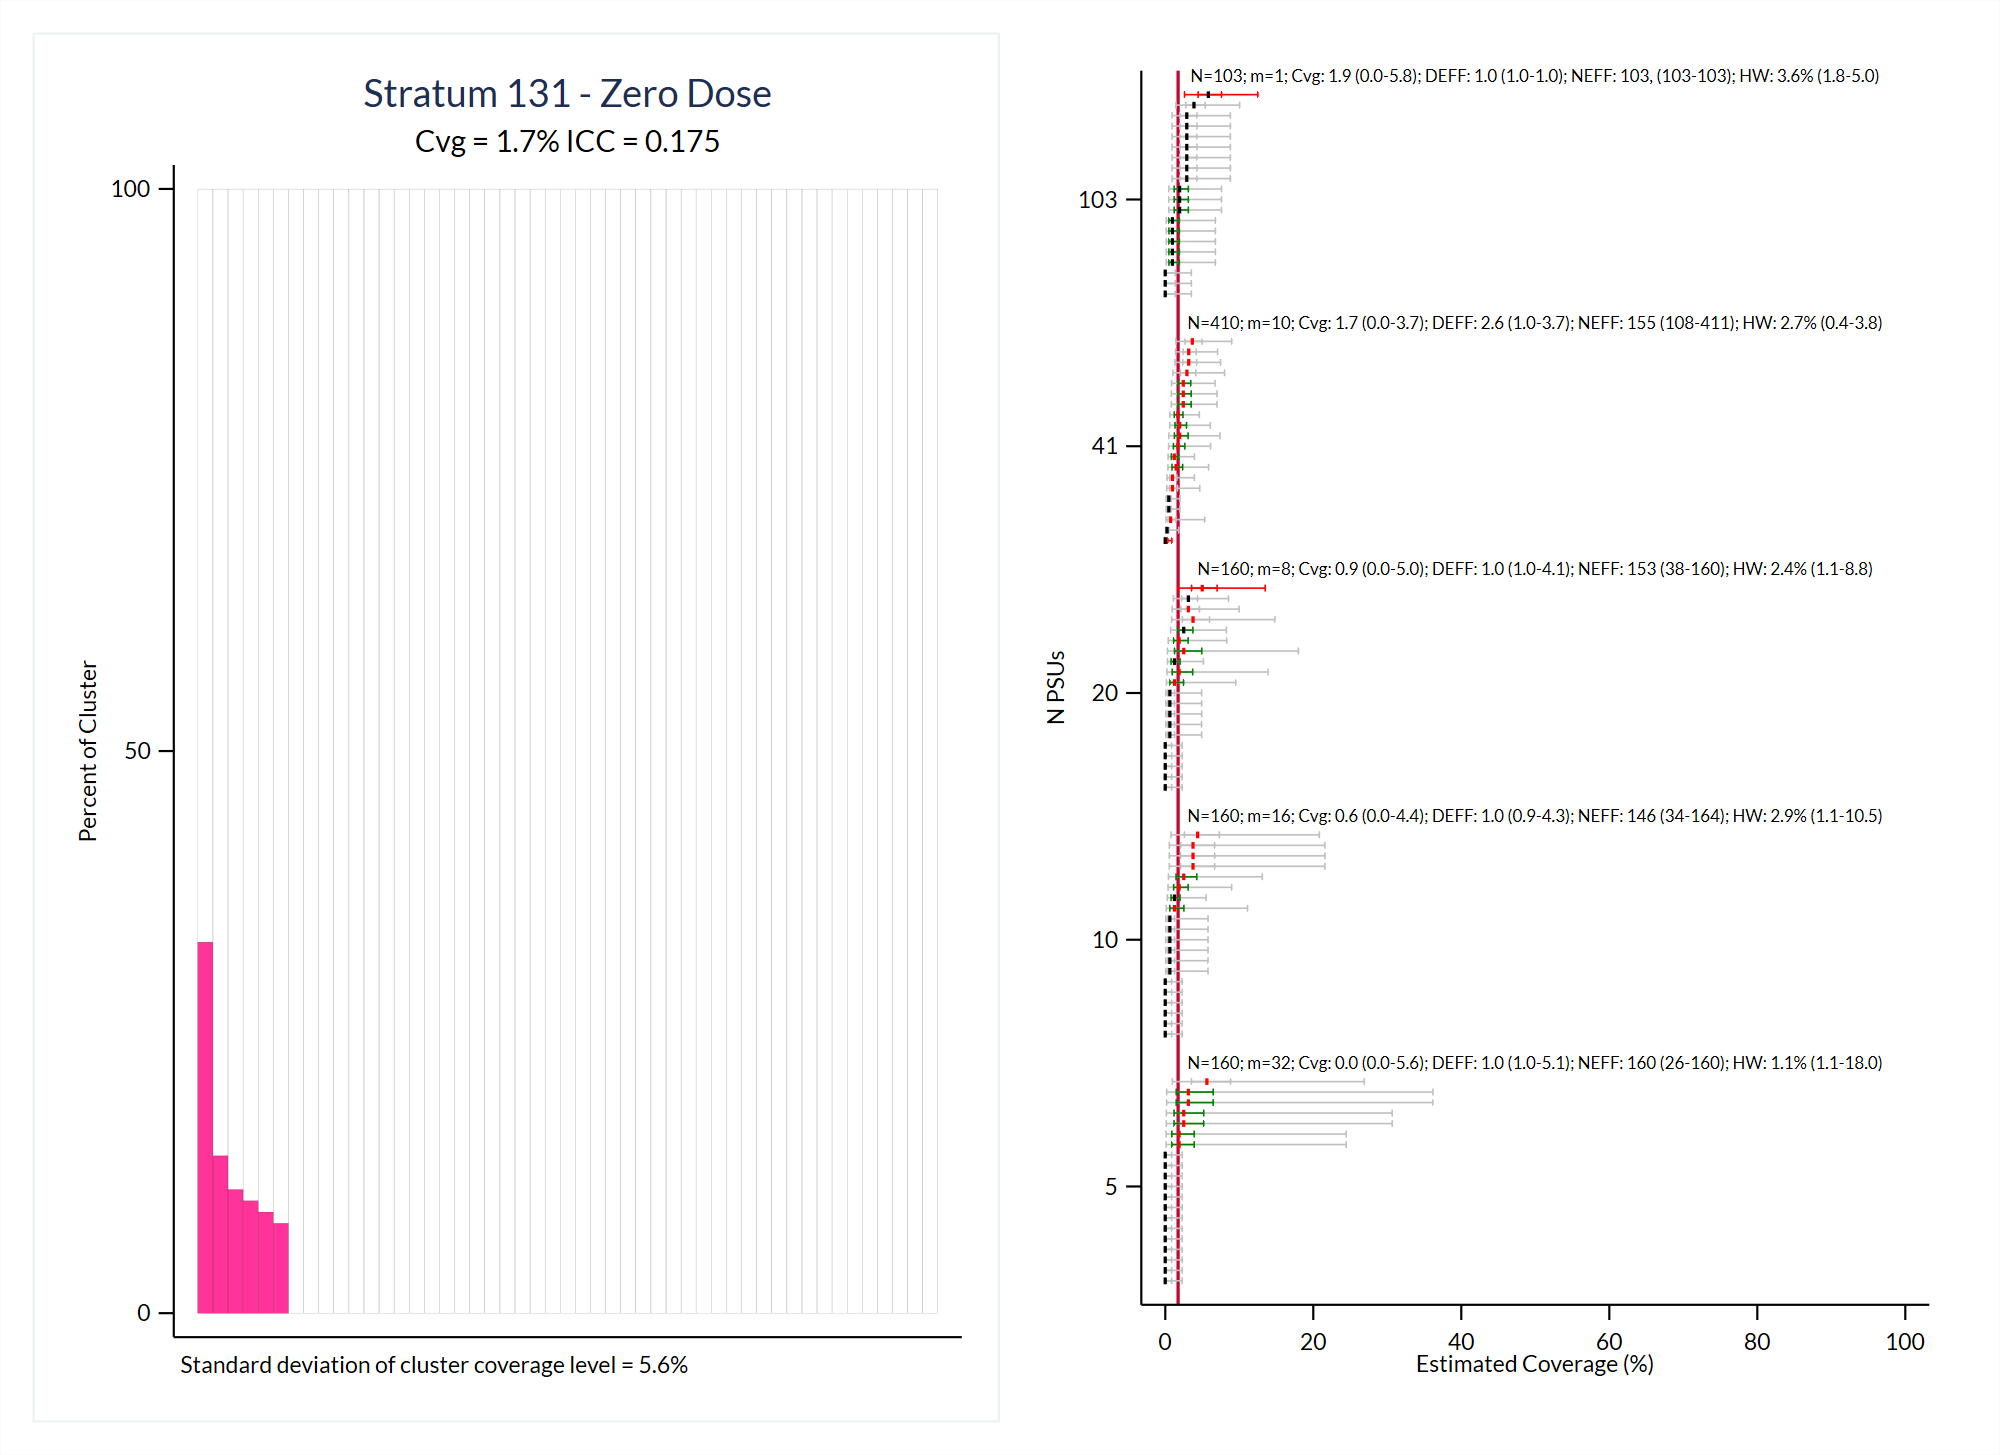 Stratum 131 - Zero Dose
Cvg = 1.7% ICC = 0.175
100
50
0
Percent of Cluster
Standard deviation of cluster coverage level = 5.6%
N=103; m=1; Cvg: 1.9 (0.0-5.8); DEFF: 1.0 (1.0-1.0); NEFF: 103, (103-103); HW: 3.6% (1.8-5.0)
103
N=410; m=10; Cvg: 1.7 (0.0-3.7); DEFF: 2.6 (1.0-3.7); NEFF: 155 (108-411); HW: 2.7% (0.4-3.8)
41
N=160; m=8; Cvg: 0.9 (0.0-5.0); DEFF: 1.0 (1.0-4.1); NEFF: 153 (38-160); HW: 2.4% (1.1-8.8)
20
N PSUs
N=160; m=16; Cvg: 0.6 (0.0-4.4); DEFF: 1.0 (0.9-4.3); NEFF: 146 (34-164); HW: 2.9% (1.1-10.5)
10
N=160; m=32; Cvg: 0.0 (0.0-5.6); DEFF: 1.0 (1.0-5.1); NEFF: 160 (26-160); HW: 1.1% (1.1-18.0)
5
0 20 40 60 80 100
Estimated Coverage (%)